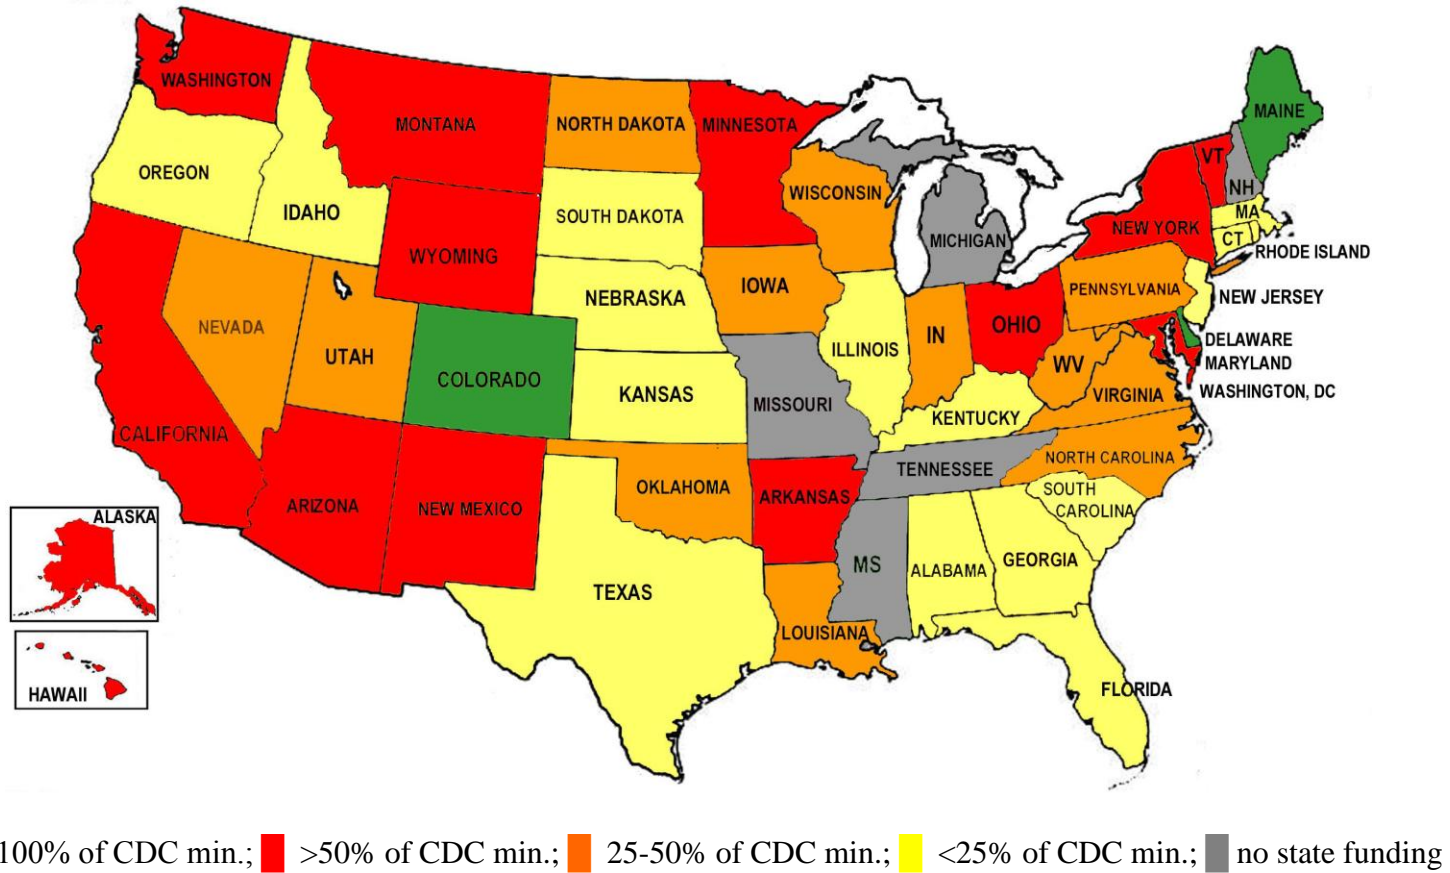 WASHINGTON
MONTANA
NORTH DAKOTA
MINNESOTA
MAINE
VT
NH
OREGON
IDAHO
SOUTH DAKOTA
WISCONSIN
MICHIGAN
NEW YORK
MA
CT
RHODE ISLAND
WYOMING
NEBRASKA
IOWA
PENNSYLVANIA
NEW JERSEY
NEVADA
UTAH
COLORADO
KANSAS
ILLINOIS
IN
OHIO
WV
VIRGINIA
DELAWARE
MARYLAND
WASHINGTON, DC
CALIFORNIA
MISSOURI
KENTUCKY
ARIZONA
NEW MEXICO
OKLAHOMA
ARKANSAS
TENNESSEE
NORTH CAROLINA
SOUTH
CAROLINA
ALASKA
TEXAS
MS
ALABAMA
GEORGIA
LOUISIANA
HAWAII
FLORIDA
100% of CDC min.; >50% of CDC min.; 25-50% of CDC min.; <25% of CDC min.; no state funding